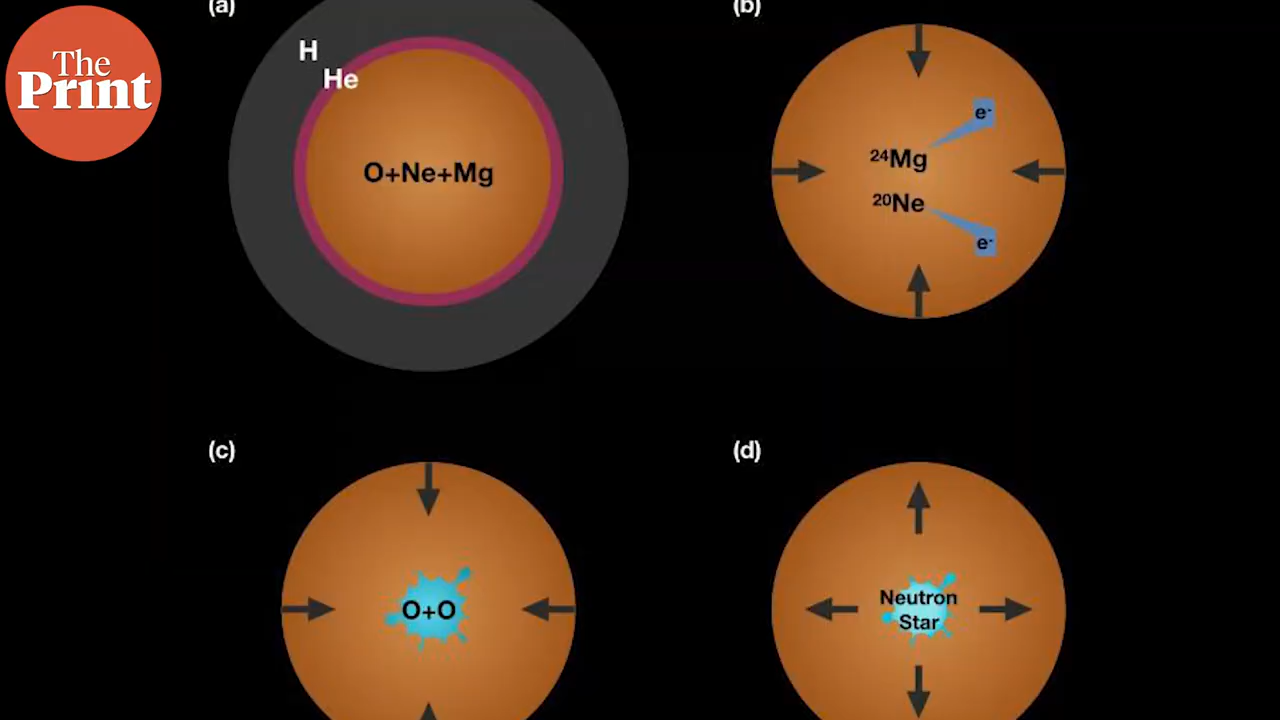 The
Print
(a)
(b)
H
He
O+Ne+Mg
e-
²⁴Mg
²⁰Ne
e-
(c)
(d)
O+O
Neutron
Star